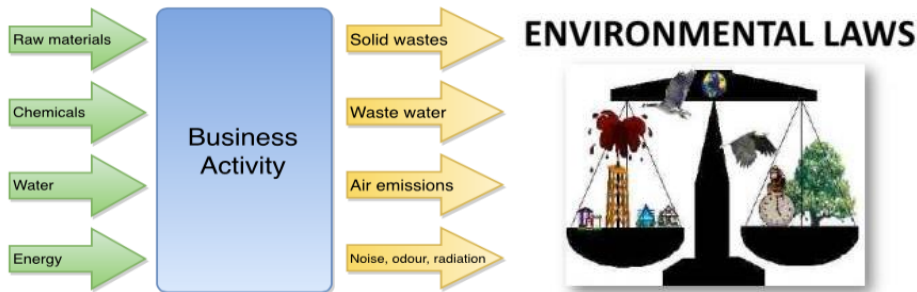 Raw materials
Chemicals
Water
Energy
Business
Activity
Solid wastes
Waste water
Air emissions
Noise, odour, radiation
ENVIRONMENTAL LAWS